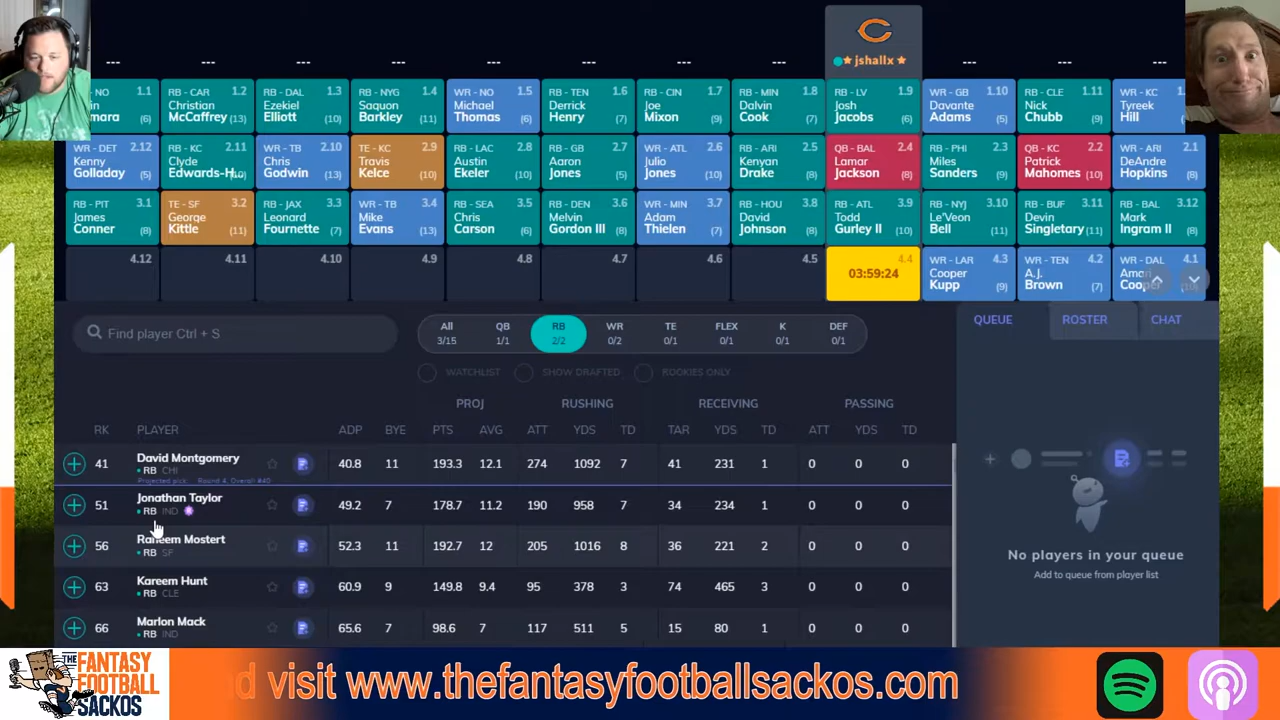 jshallx
--- --- --- --- --- --- --- --- --- --- --- ---
1.1
RB - CAR 1.2
RB - DAL 1.3
RB - NYG 1.4
WR - NO 1.5
RB - TEN 1.6
RB - CIN 1.7
RB - MIN 1.8
RB - LV 1.9
WR - GB 1.10
RB - CLE 1.11
WR - KC
Christian McCaffrey (13)
Ezekiel Elliott (10)
Saquon Barkley (11)
Michael Thomas (6)
Derrick Henry (7)
Joe Mixon (9)
Dalvin Cook (7)
Josh Jacobs (6)
Davante Adams (5)
Nick Chubb (9)
Tyreek Hill
WR - DET 2.12
RB - KC 2.11
WR - TB 2.10
TE - KC 2.9
RB - LAC 2.8
RB - GB 2.7
WR - ATL 2.6
RB - ARI 2.5
QB - BAL 2.4
RB - PHI 2.3
QB - KC 2.2
WR - ARI 2.1
Kenny Golladay (5)
Clyde Edwards-H...
Chris Godwin (13)
Travis Kelce (10)
Austin Ekeler (10)
Aaron Jones (5)
Julio Jones (10)
Kenyan Drake (8)
Lamar Jackson (8)
Miles Sanders (9)
Patrick Mahomes (10)
DeAndre Hopkins (8)
RB - PIT 3.1
TE - SF 3.2
RB - JAX 3.3
WR - TB 3.4
RB - SEA 3.5
RB - DEN 3.6
WR - MIN 3.7
RB - HOU 3.8
RB - ATL 3.9
RB - NYJ 3.10
RB - BUF 3.11
RB - BAL 3.12
James Conner (8)
George Kittle (11)
Leonard Fournette (7)
Mike Evans (13)
Chris Carson (6)
Melvin Gordon III (8)
Adam Thielen (7)
David Johnson (8)
Todd Gurley II (10)
Le'Veon Bell (11)
Devin Singletary (11)
Mark Ingram II (8)
4.12 4.11 4.10 4.9 4.8 4.7 4.6 4.5 4.4
WR - LAR 4.3
WR - TEN 4.2
WR - DAL 4.1
03:59:24
Cooper Kupp (9)
A.J. Brown (7)
Find player Ctrl + S
All QB RB WR TE FLEX K DEF
3/15 1/1 2/2 0/2 0/1 0/1 0/1 0/1
QUEUE ROSTER CHAT
WATCHLIST SHOW DRAFTED ROOKIES ONLY
PROJ RUSHING RECEIVING PASSING
RK PLAYER ADP BYE PTS AVG ATT YDS TD TAR YDS TD ATT YDS TD
41 David Montgomery 40.8 11 193.3 12.1 274 1092 7 41 231 1 0 0 0
RB CHI
Projected pick: Round 4, Overall #40
51 Jonathan Taylor 49.2 7 178.7 11.2 190 958 7 34 234 1 0 0 0
RB IND
56 Raheem Mostert 52.3 11 192.7 12 205 1016 8 36 221 2 0 0 0
RB SF
63 Kareem Hunt 60.9 9 149.8 9.4 95 378 3 74 465 3 0 0 0
RB CLE
66 Marlon Mack 65.6 7 98.6 7 117 511 5 15 80 1 0 0 0
RB IND
No players in your queue
Add to queue from player list
THE FANTASY FOOTBALL SACKOS
visit www.thefantasyfootballsackos.com